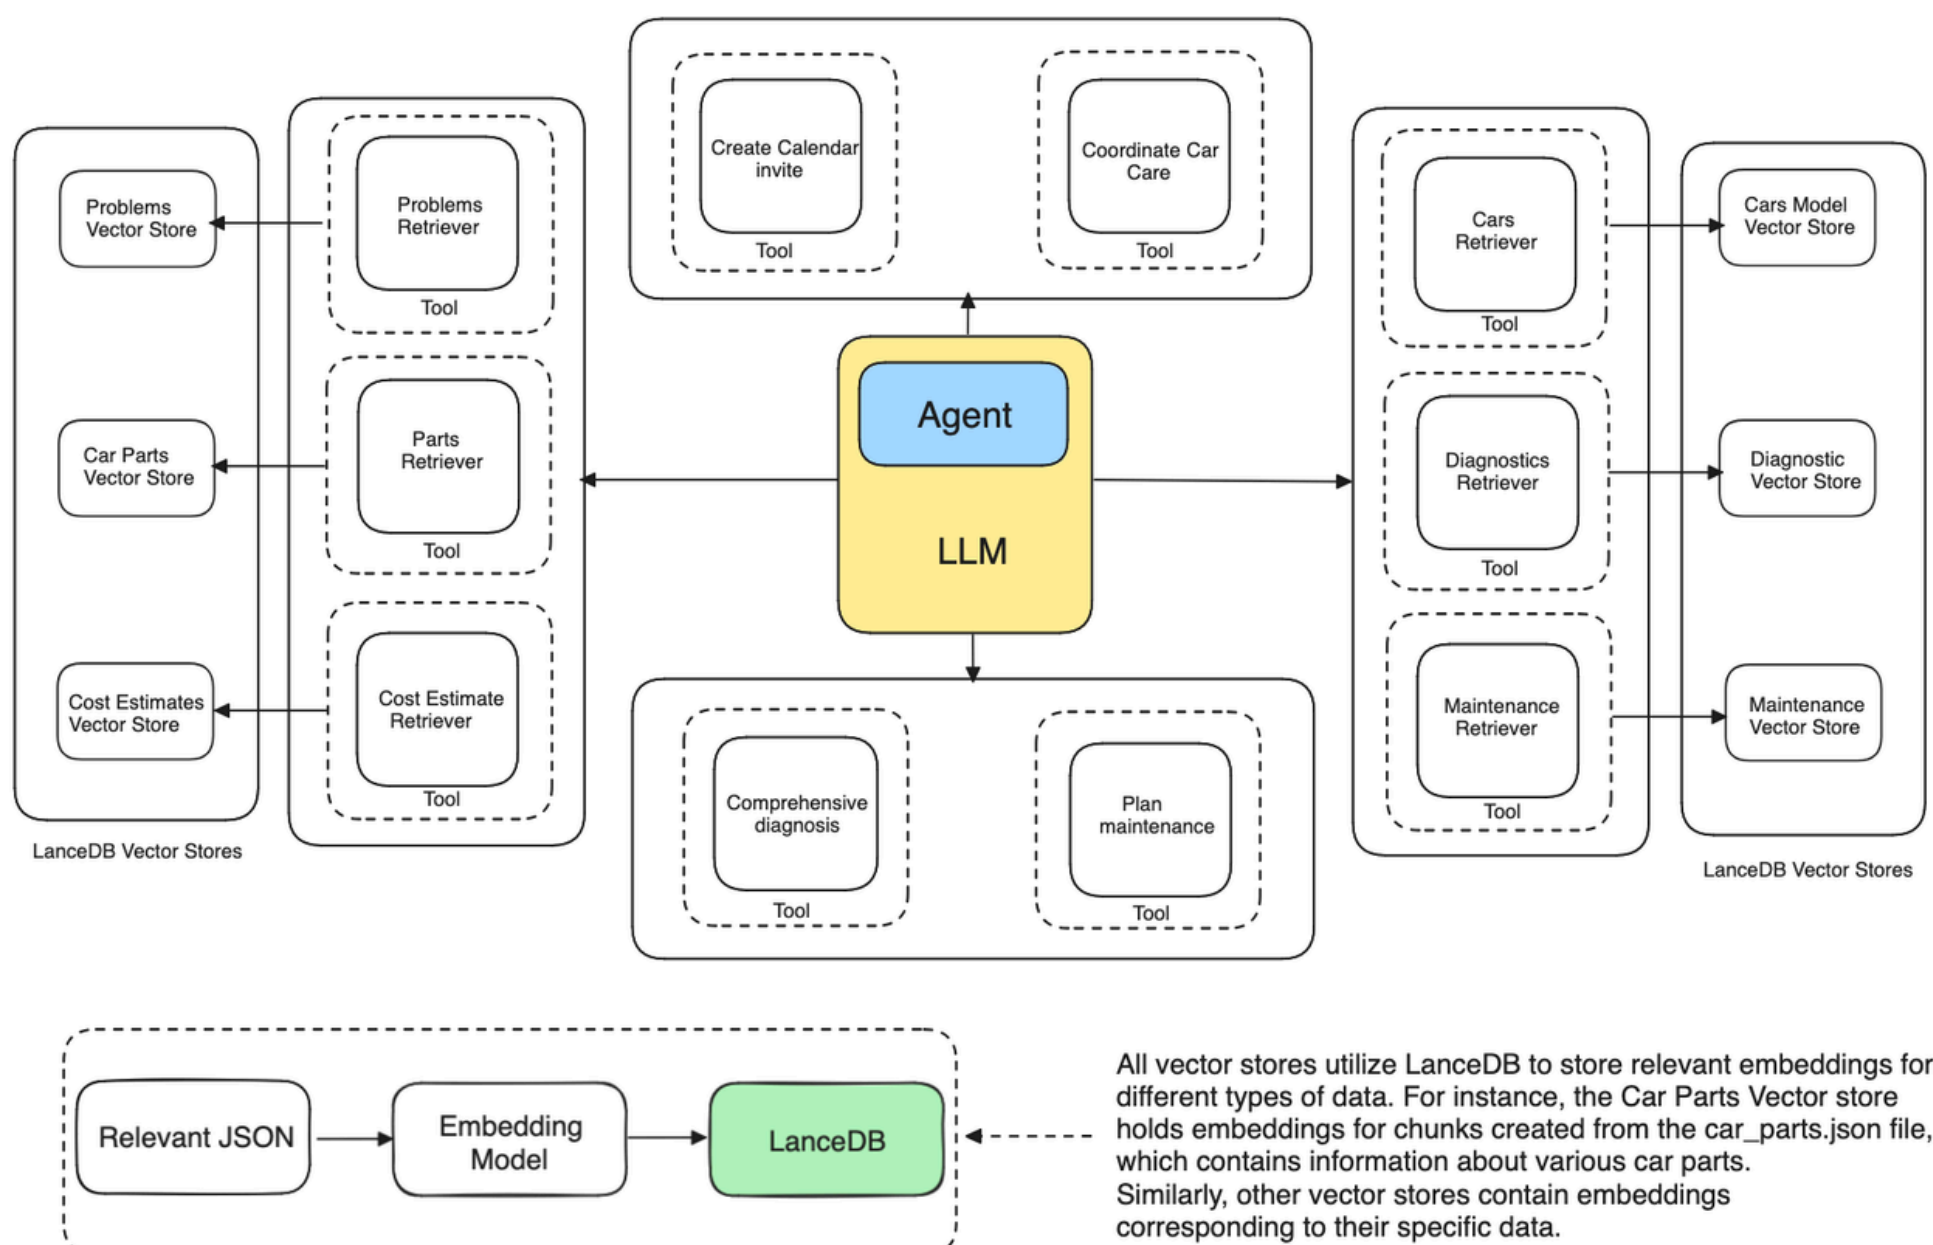 Create Calendar
invite
Tool
Coordinate Car
Care
Tool
Problems
Vector Store
Problems
Retriever
Tool
Car Parts
Vector Store
Parts
Retriever
Tool
Cost Estimates
Vector Store
Cost Estimate
Retriever
Tool
LanceDB Vector Stores
Agent
LLM
Cars
Retriever
Tool
Cars Model
Vector Store
Diagnostics
Retriever
Tool
Diagnostic
Vector Store
Maintenance
Retriever
Tool
Maintenance
Vector Store
LanceDB Vector Stores
Comprehensive
diagnosis
Tool
Plan
maintenance
Tool
Relevant JSON
Embedding
Model
LanceDB
All vector stores utilize LanceDB to store relevant embeddings for
different types of data. For instance, the Car Parts Vector store
holds embeddings for chunks created from the car_parts.json file,
which contains information about various car parts.
Similarly, other vector stores contain embeddings
corresponding to their specific data.